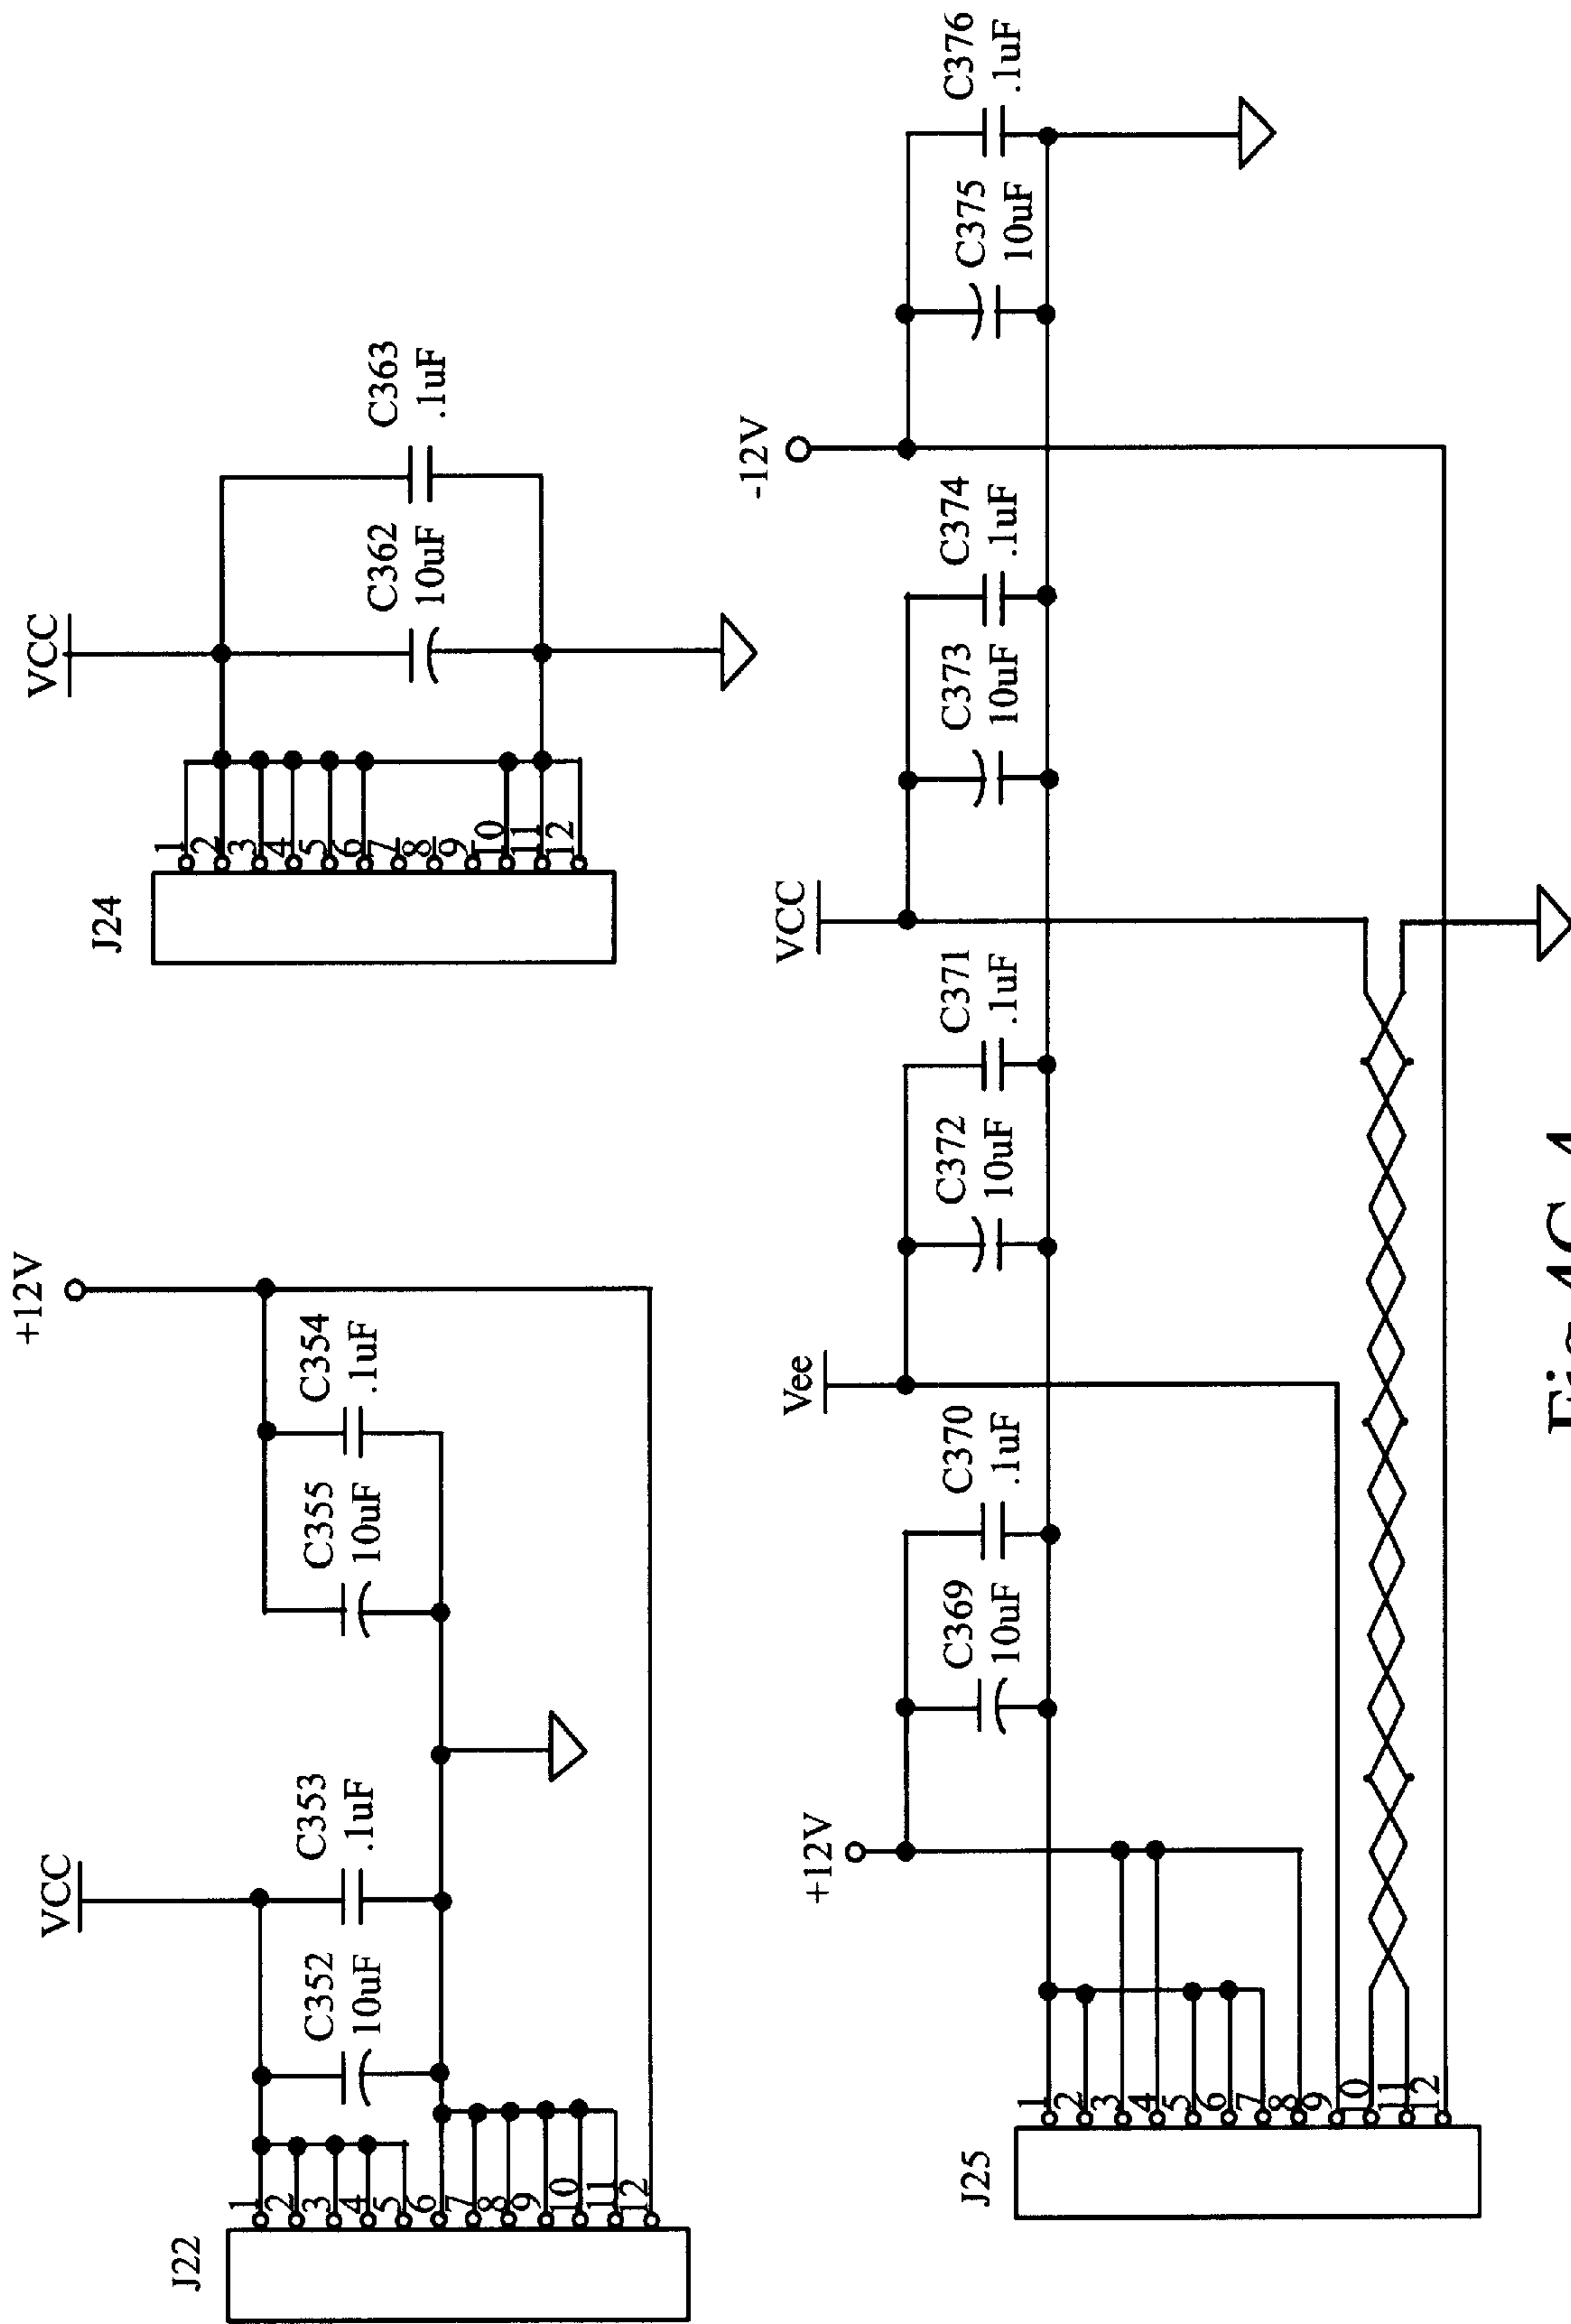 J22
1
2
3
4
5
6
7
8
9
10
11
12
VCC
C352
10uF
C353
.1uF
C355
10uF
C354
.1uF
+12V
J24
1
2
3
4
5
6
7
8
9
10
11
12
VCC
C362
10uF
C363
.1uF
J25
1
2
3
4
5
6
7
8
9
10
11
12
+12V
C369
10uF
C370
.1uF
Vee
C372
10uF
C371
.1uF
VCC
C373
10uF
C374
.1uF
-12V
C375
10uF
C376
.1uF
Fig 4C-4